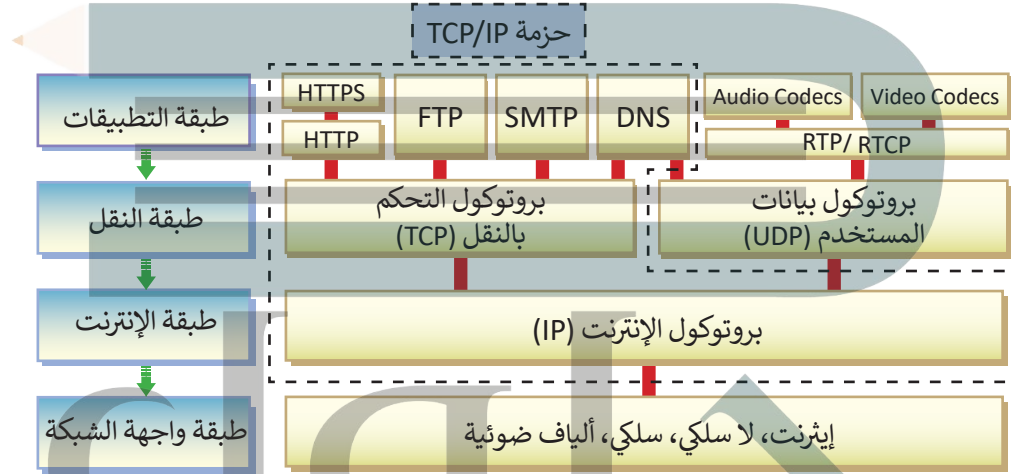 حزمة TCP/IP
طبقة التطبيقات
HTTPS
HTTP
FTP
SMTP
DNS
Audio Codecs
Video Codecs
RTP/ RTCP
طبقة النقل
بروتوكول التحكم
بالنقل (TCP)
بروتوكول بيانات
المستخدم (UDP)
طبقة الإنترنت
بروتوكول الإنترنت (IP)
طبقة واجهة الشبكة
إيثرنت، لا سلكي، سلكي، ألياف ضوئية